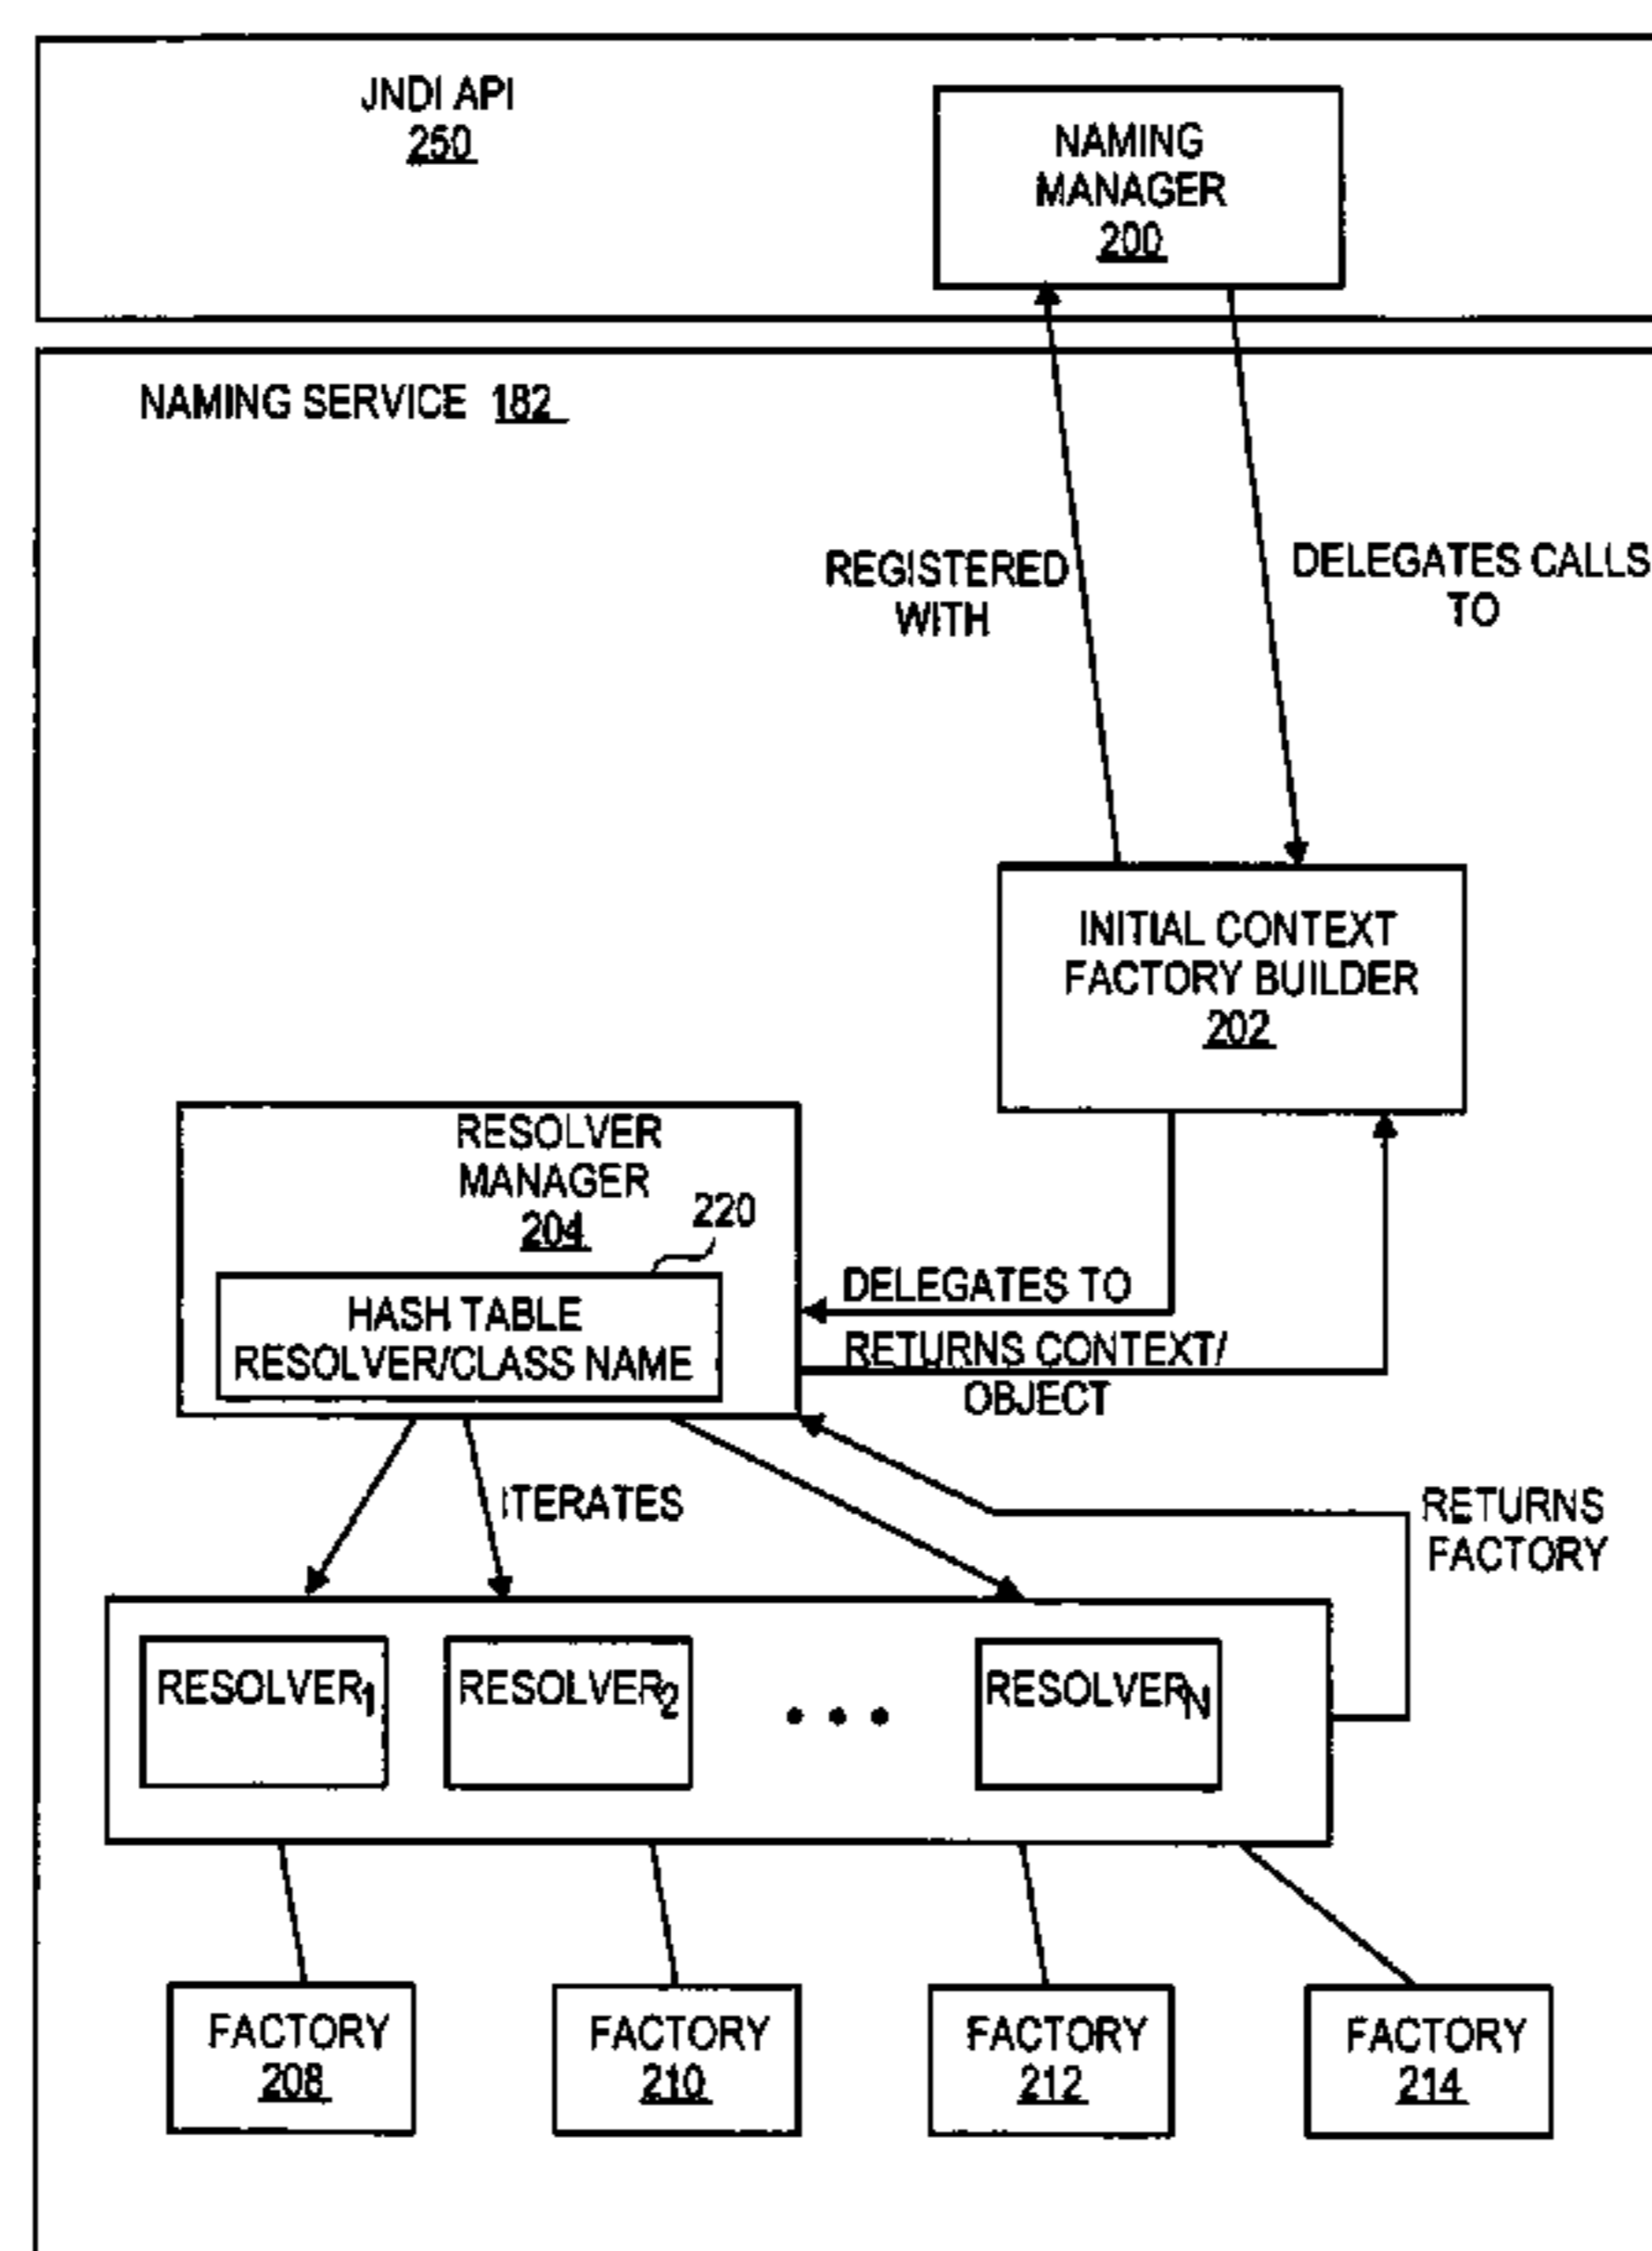 JNDI API
250
NAMING
MANAGER
200
NAMING SERVICE 182
REGISTERED
WITH
DELEGATES CALLS
TO
INITIAL CONTEXT
FACTORY BUILDER
202
RESOLVER
MANAGER
204
220
HASH TABLE
RESOLVER/CLASS NAME
DELEGATES TO
RETURNS CONTEXT/
OBJECT
ITERATES
RETURNS
FACTORY
RESOLVER1
RESOLVER2
RESOLVERN
FACTORY
208
FACTORY
210
FACTORY
212
FACTORY
214